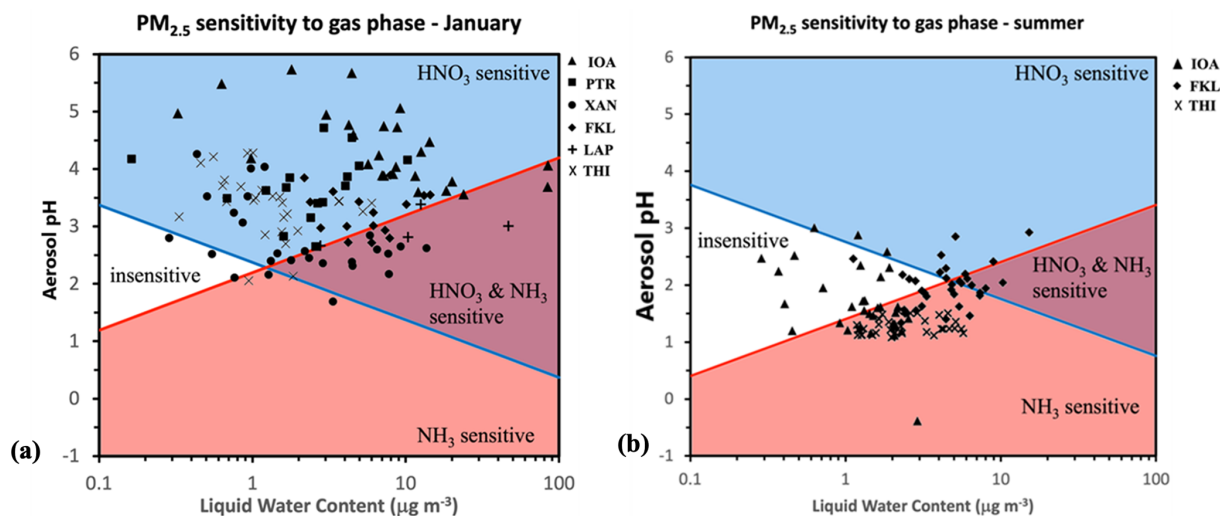 PM2.5 sensitivity to gas phase - January
(a)
6
5
4
3
2
1
0
-1
Aerosol pH
HNO3 sensitive
insensitive
HNO3 & NH3
sensitive
NH3 sensitive
0.1 1 10 100
Liquid Water Content (μg m-3)
IOA
PTR
XAN
FKL
LAP
THI
PM2.5 sensitivity to gas phase - summer
(b)
6
5
4
3
2
1
0
-1
Aerosol pH
HNO3 sensitive
insensitive
HNO3 & NH3
sensitive
NH3 sensitive
0.1 1 10 100
Liquid Water Content (μg m-3)
IOA
FKL
THI